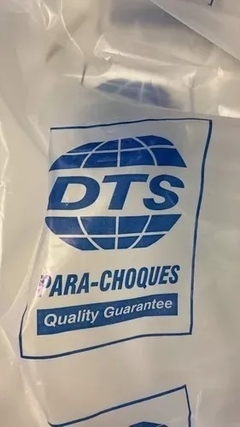 DTS
PARA-CHOQUES
Quality Guarantee